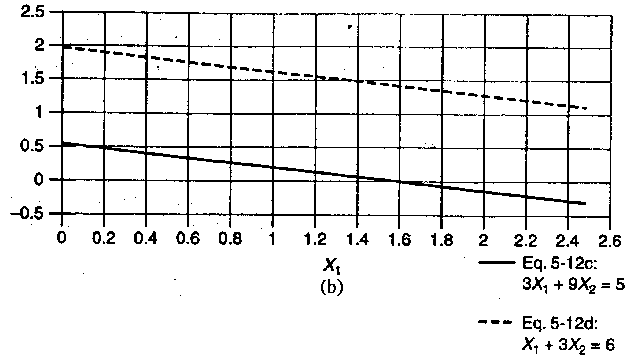 2.5
2
1.5
1
0.5
0
–0.5
0 0.2 0.4 0.6 0.8 1 1.2 1.4 1.6 1.8 2 2.2 2.4 2.6
X1
(b)
Eq. 5-12c:
3X1 + 9X2 = 5
Eq. 5-12d:
X1 + 3X2 = 6